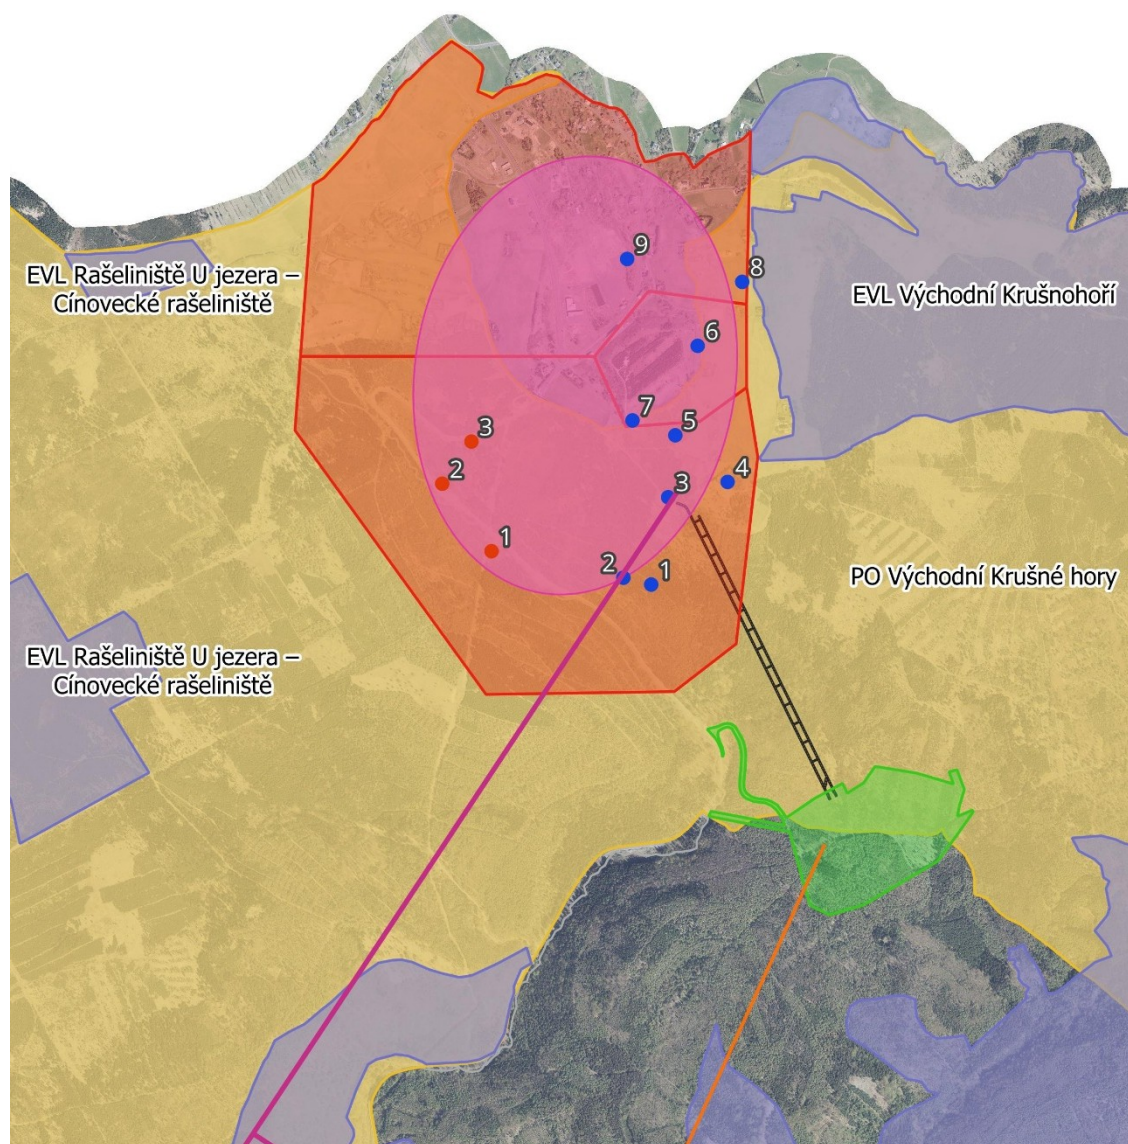 9
EVL Rašeliniště U jezera –
Cínovecké rašeliniště
8
EVL Východní Krušnohoří
6
7
5
3
2
4
3
1
2
1
PO Východní Krušné hory
EVL Rašeliniště U jezera –
Cínovecké rašeliniště